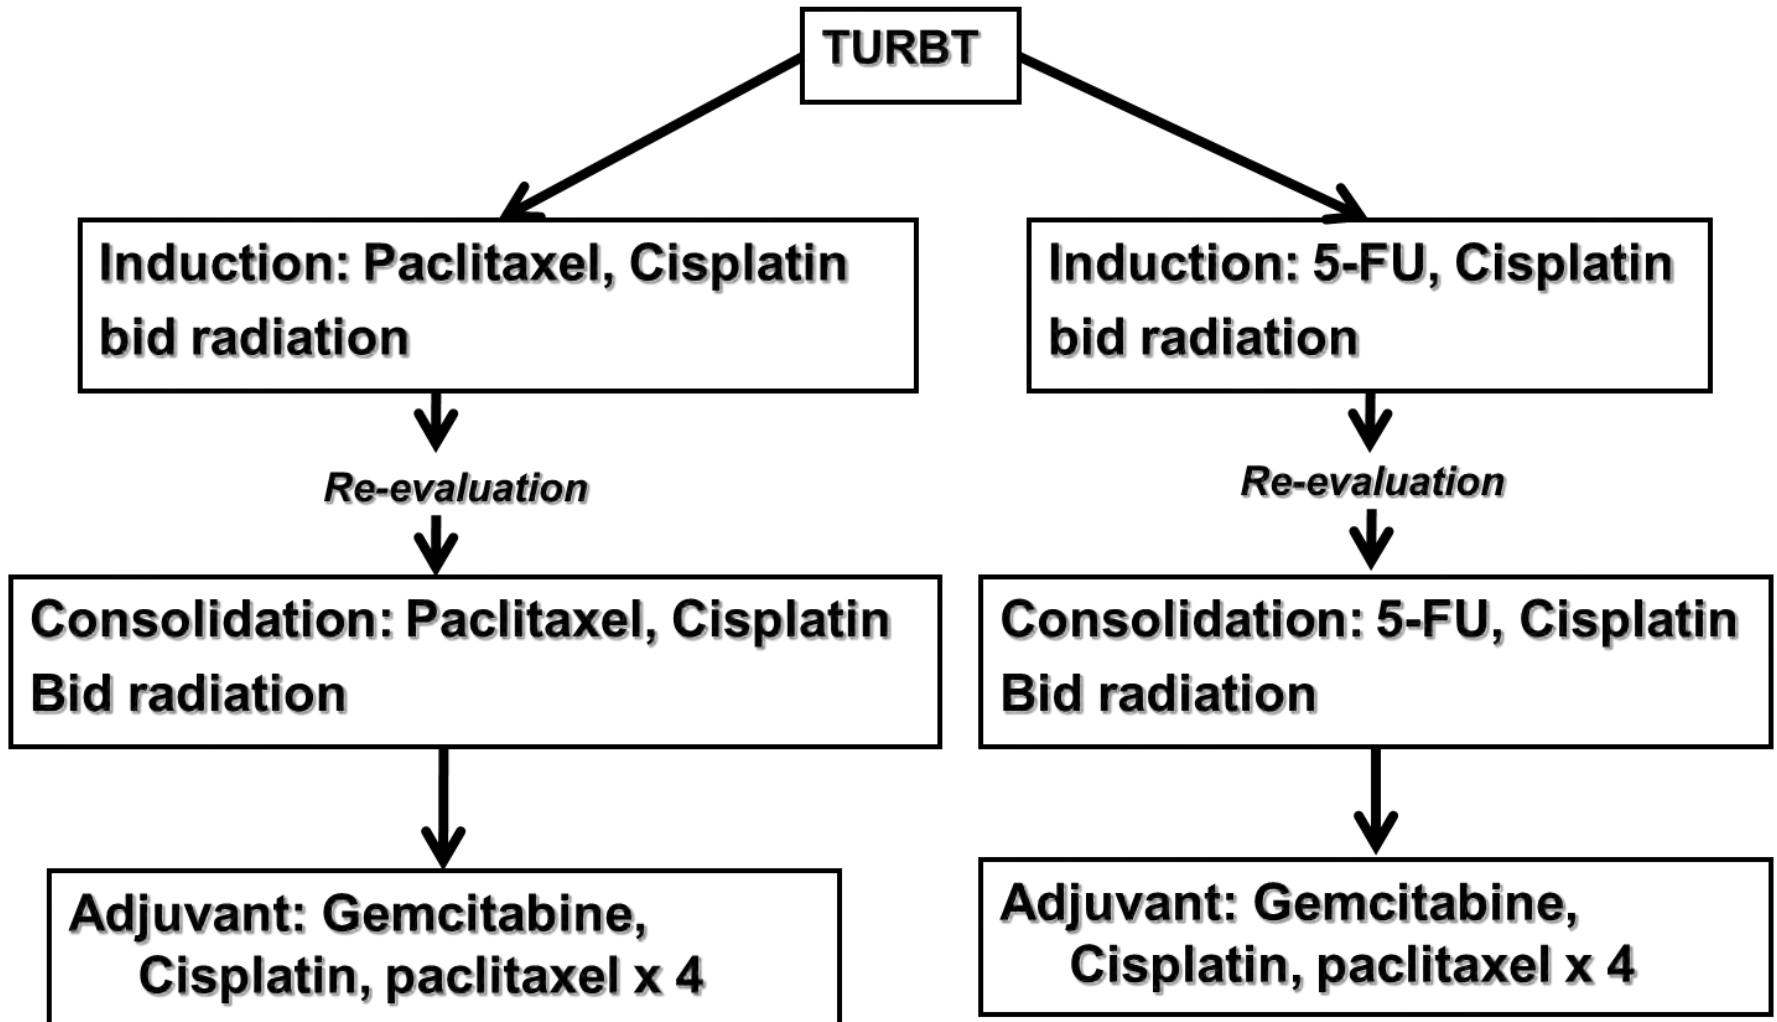 TURBT
Induction: Paclitaxel, Cisplatin
bid radiation
Induction: 5-FU, Cisplatin
bid radiation
Re-evaluation
Re-evaluation
Consolidation: Paclitaxel, Cisplatin
Bid radiation
Consolidation: 5-FU, Cisplatin
Bid radiation
Adjuvant: Gemcitabine,
Cisplatin, paclitaxel x 4
Adjuvant: Gemcitabine,
Cisplatin, paclitaxel x 4